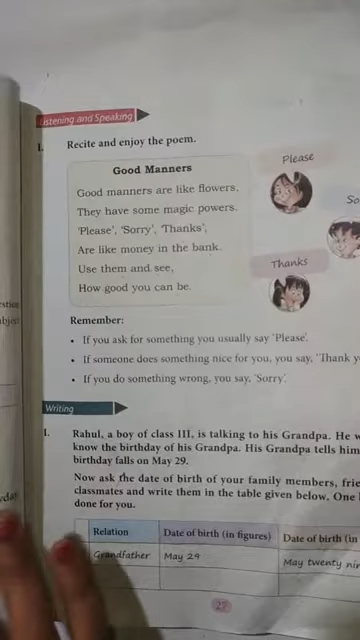 Listening and Speaking
I. Recite and enjoy the poem.
Good Manners
Good manners are like flowers,
They have some magic powers.
'Please', 'Sorry', 'Thanks',
Are like money in the bank.
Use them and see,
How good you can be.
Please
So
Thanks
Remember:
• If you ask for something you usually say 'Please'.
• If someone does something nice for you, you say, 'Thank y
• If you do something wrong, you say, 'Sorry'.
Writing
I. Rahul, a boy of class III, is talking to his Grandpa. He w
know the birthday of his Grandpa. His Grandpa tells him
birthday falls on May 29.
Now ask the date of birth of your family members, frie
classmates and write them in the table given below. One
done for you.
Relation Date of birth (in figures) Date of birth (in
Grandfather May 29 May twenty nin
27